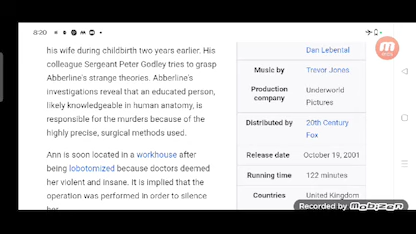 8:20
his wife during childbirth two years earlier. His
colleague Sergeant Peter Godley tries to grasp
Abberline's strange theories. Abberline's
investigations reveal that an educated person,
likely knowledgeable in human anatomy, is
responsible for the murders because of the
highly precise, surgical methods used.
Ann is soon located in a workhouse after
being lobotomized because doctors deemed
her violent and insane. It is implied that the
operation was performed in order to silence
her
Dan Lebental
Music by Trevor Jones
Production company Underworld Pictures
Distributed by 20th Century Fox
Release date October 19, 2001
Running time 122 minutes
Countries United Kingdom
Recorded by Mobizen